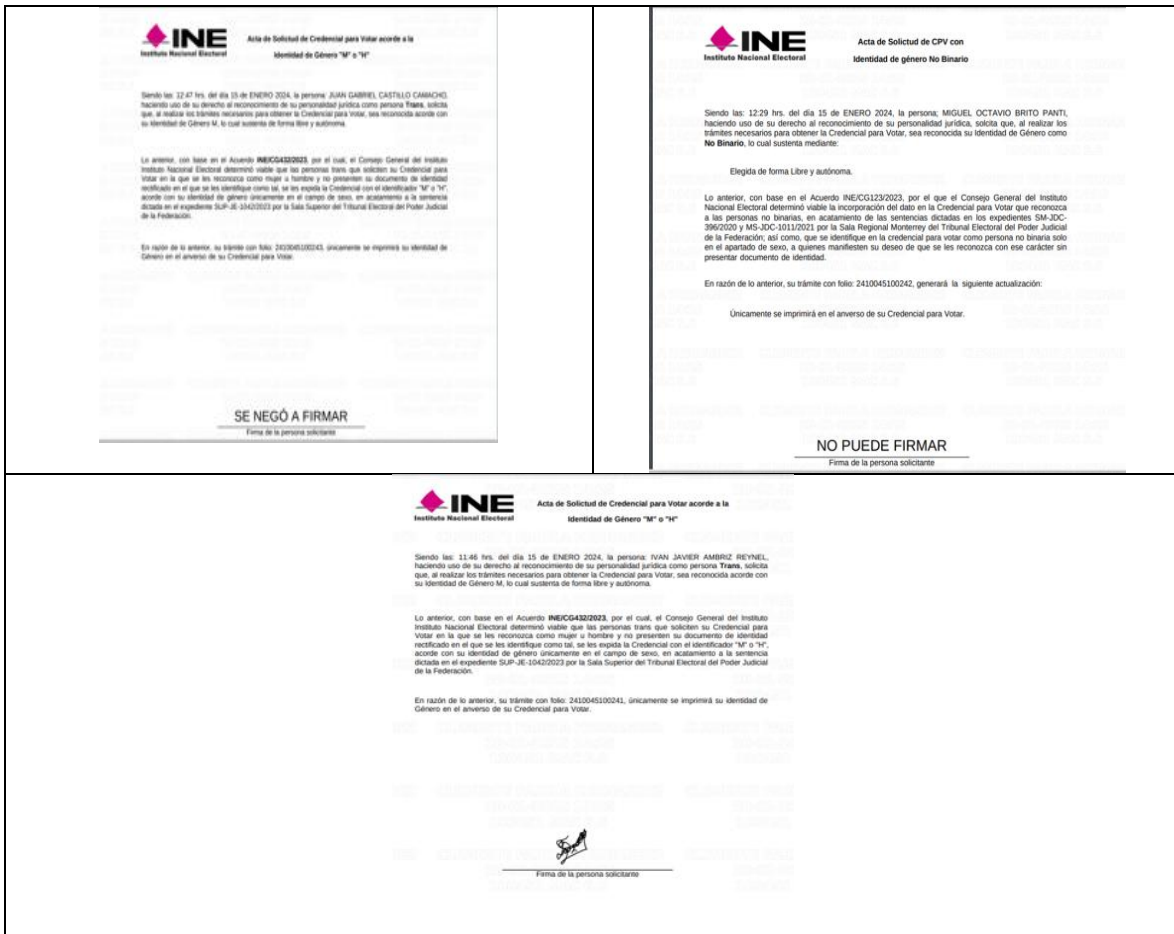 INE
Instituto Nacional Electoral
Acta de Solicitud de Credencial para Votar acorde a la
Identidad de Género "M" o "H"
Siendo las: 12:47 hrs. del día 15 de ENERO 2024, la persona: JUAN GABRIEL CASTILLO CAMACHO,
haciendo uso de su derecho al reconocimiento de su personalidad jurídica como persona Trans, solicita
que, al realizar los trámites necesarios para obtener la Credencial para Votar, sea reconocida acorde con
su Identidad de Género M, lo cual sustenta de forma libre y autónoma.
Lo anterior, con base en el Acuerdo INE/CG432/2023, por el cual, el Consejo General del Instituto
Instituto Nacional Electoral determinó viable que las personas trans que soliciten su Credencial para
Votar en la que se les reconozca como mujer u hombre y no presenten su documento de identidad
rectificado en el que se les identifique como tal, se les expida la Credencial con el identificador "M" o "H",
acorde con su identidad de género únicamente en el campo de sexo, en acatamiento a la sentencia
dictada en el expediente SUP-JE-1042/2023 por la Sala Superior del Tribunal Electoral del Poder Judicial
de la Federación.
En razón de lo anterior, su trámite con folio: 2410045100243, únicamente se imprimirá su identidad de
Género en el anverso de su Credencial para Votar.
SE NEGÓ A FIRMAR
Firma de la persona solicitante
INE
Instituto Nacional Electoral
Acta de Solicitud de CPV con
Identidad de género No Binario
Siendo las: 12:29 hrs. del día 15 de ENERO 2024, la persona; MIGUEL OCTAVIO BRITO PANTI,
haciendo uso de su derecho al reconocimiento de su personalidad jurídica, solicita que, al realizar los
trámites necesarios para obtener la Credencial para Votar, sea reconocida su Identidad de Género como
No Binario, lo cual sustenta mediante:
Elegida de forma Libre y autónoma.
Lo anterior, con base en el Acuerdo INE/CG123/2023, por el que el Consejo General del Instituto
Nacional Electoral determinó viable la incorporación del dato en la Credencial para Votar que reconozca
a las personas no binarias, en acatamiento de las sentencias dictadas en los expedientes SM-JDC-
396/2020 y MS-JDC-1011/2021 por la Sala Regional Monterrey del Tribunal Electoral del Poder Judicial
de la Federación; así como, que se identifique en la credencial para votar como persona no binaria solo
en el apartado de sexo, a quienes manifiesten su deseo de que se les reconozca con ese carácter sin
presentar documento de identidad.
En razón de lo anterior, su trámite con folio: 2410045100242, generará la siguiente actualización:
Únicamente se imprimirá en el anverso de su Credencial para Votar.
NO PUEDE FIRMAR
Firma de la persona solicitante
INE
Instituto Nacional Electoral
Acta de Solicitud de Credencial para Votar acorde a la
Identidad de Género "M" o "H"
Siendo las: 11:46 hrs. del día 15 de ENERO 2024, la persona: IVAN JAVIER AMBRIZ REYNEL,
haciendo uso de su derecho al reconocimiento de su personalidad jurídica como persona Trans, solicita
que, al realizar los trámites necesarios para obtener la Credencial para Votar, sea reconocida acorde con
su Identidad de Género M, lo cual sustenta de forma libre y autónoma.
Lo anterior, con base en el Acuerdo INE/CG432/2023, por el cual, el Consejo General del Instituto
Instituto Nacional Electoral determinó viable que las personas trans que soliciten su Credencial para
Votar en la que se les reconozca como mujer u hombre y no presenten su documento de identidad
rectificado en el que se les identifique como tal, se les expida la Credencial con el identificador "M" o "H",
acorde con su identidad de género únicamente en el campo de sexo, en acatamiento a la sentencia
dictada en el expediente SUP-JE-1042/2023 por la Sala Superior del Tribunal Electoral del Poder Judicial
de la Federación.
En razón de lo anterior, su trámite con folio: 2410045100241, únicamente se imprimirá su identidad de
Género en el anverso de su Credencial para Votar.
Firma de la persona solicitante